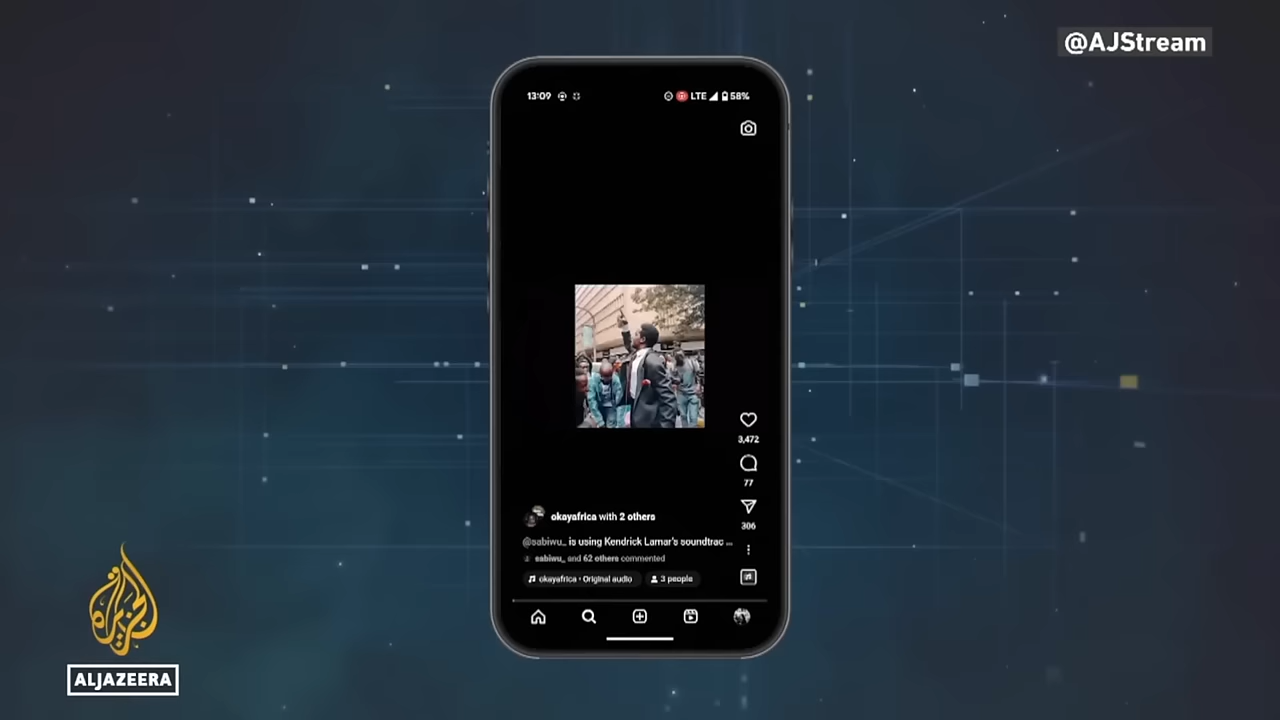 @AJStream
13:09
LTE
58%
3,472
77
306
okayafrica with 2 others
@sabiwu_ is using Kendrick Lamar's soundtrac ...
sabiwu_ and 62 others commented
okayafrica • Original audio
3 people
ALJAZEERA